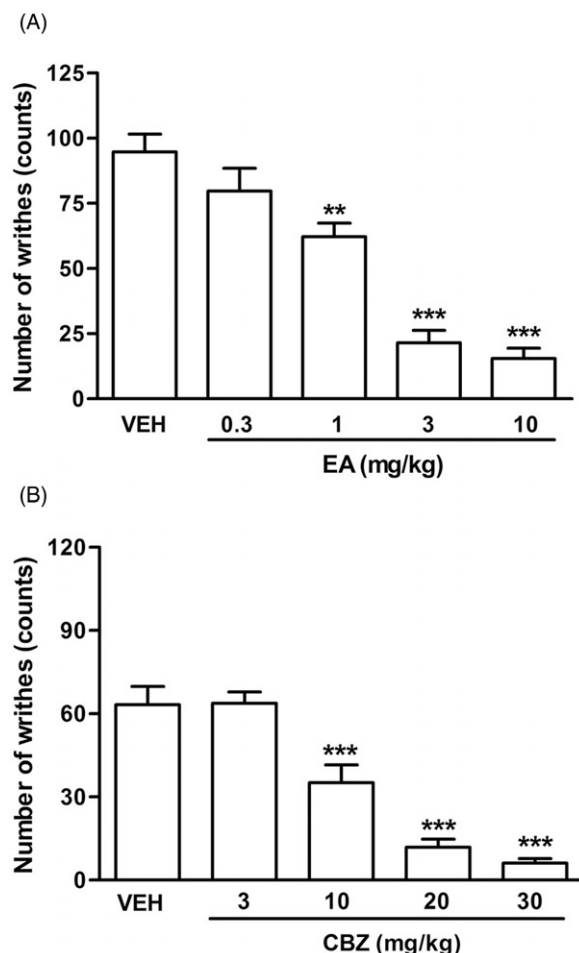 (A)
Number of writhes (counts)
125
100
75
50
25
0
**
***
***
VEH 0.3 1 3 10
EA (mg/kg)
(B)
Number of writhes (counts)
120
90
60
30
0
***
***
***
VEH 3 10 20 30
CBZ (mg/kg)